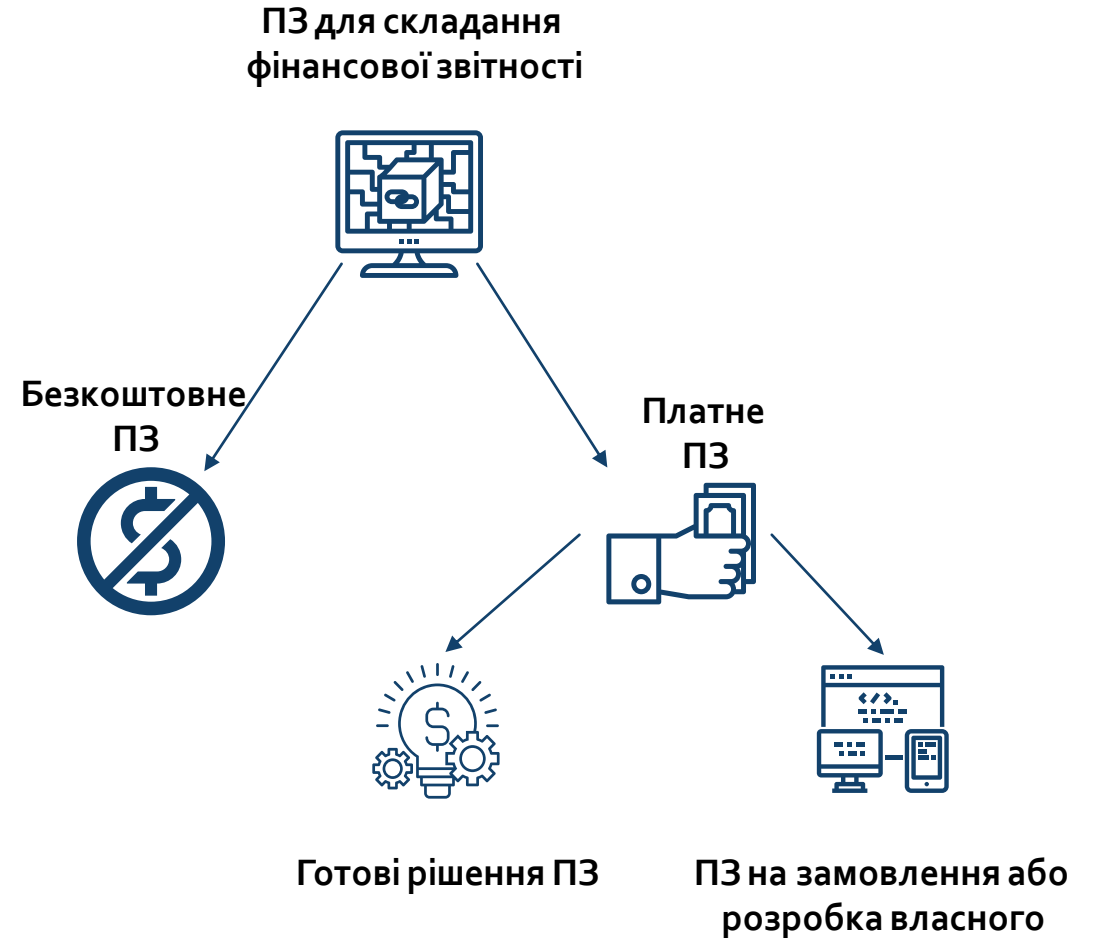 ПЗ для складання
фінансової звітності
Безкоштовне
ПЗ
Платне
ПЗ
Готові рішення ПЗ
ПЗ на замовлення або
розробка власного